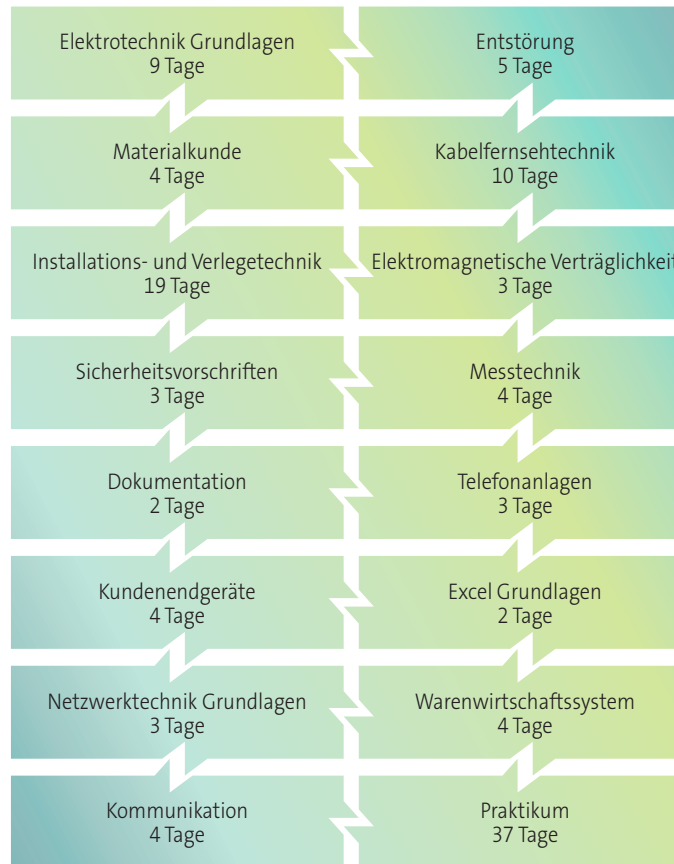 Elektrotechnik Grundlagen
9 Tage
Entstörung
5 Tage
Materialkunde
4 Tage
Kabelfernsehtechnik
10 Tage
Installations- und Verlegetechnik
19 Tage
Elektromagnetische Verträglichkeit
3 Tage
Sicherheitsvorschriften
3 Tage
Messtechnik
4 Tage
Dokumentation
2 Tage
Telefonanlagen
3 Tage
Kundenendgeräte
4 Tage
Excel Grundlagen
2 Tage
Netzwerktechnik Grundlagen
3 Tage
Warenwirtschaftssystem
4 Tage
Kommunikation
4 Tage
Praktikum
37 Tage